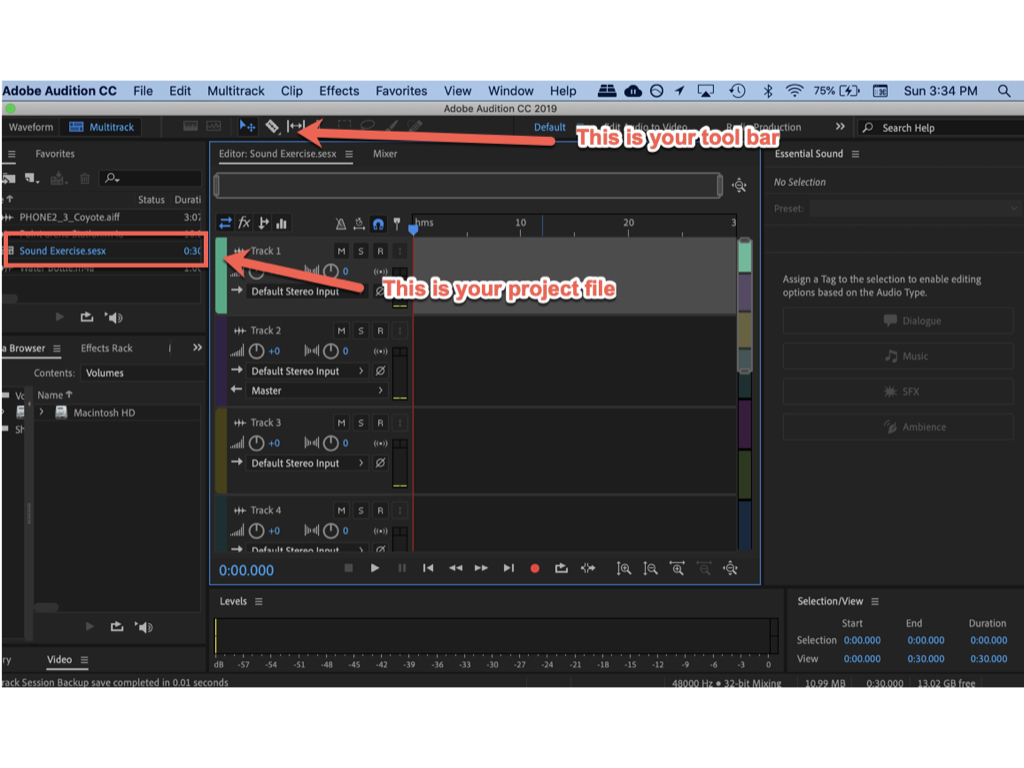 Adobe Audition CC File Edit Multitrack Clip Effects Favorites View Window Help 75% Sun 3:34 PM
Adobe Audition CC 2019
Waveform Multitrack Default Edit Audio to Video Radio Production Search Help
This is your tool bar
Favorites
Editor: Sound Exercise.sesx Mixer
Essential Sound
No Selection
Preset:
Status Durati
PHONE2_3_Coyote.aiff 3:07
Sound Exercise.sesx 0:30
Water Bottle.m4a
hms 10 20 3
Track 1 M S R I
0
Default Stereo Input
This is your project file
Assign a Tag to the selection to enable editing
options based on the Audio Type.
Dialogue
Music
SFX
Ambience
a Browser Effects Rack
Contents: Volumes
Name
Macintosh HD
Track 2 M S R I
+0 0
Default Stereo Input
Master
Track 3 M S R I
+0 0
Default Stereo Input
Track 4 M S R I
+0 0
Default Stereo Input
0:00.000
Levels
dB -57 -54 -51 -48 -45 -42 -39 -36 -33 -30 -27 -24 -21 -18 -15 -12 -9 -6 -3 0
Selection/View
Start End Duration
Selection 0:00.000 0:00.000 0:00.000
View 0:00.000 0:30.000 0:30.000
ry Video
rack Session Backup save completed in 0.01 seconds
48000 Hz • 32-bit Mixing 10.99 MB 0:30.000 13.02 GB free